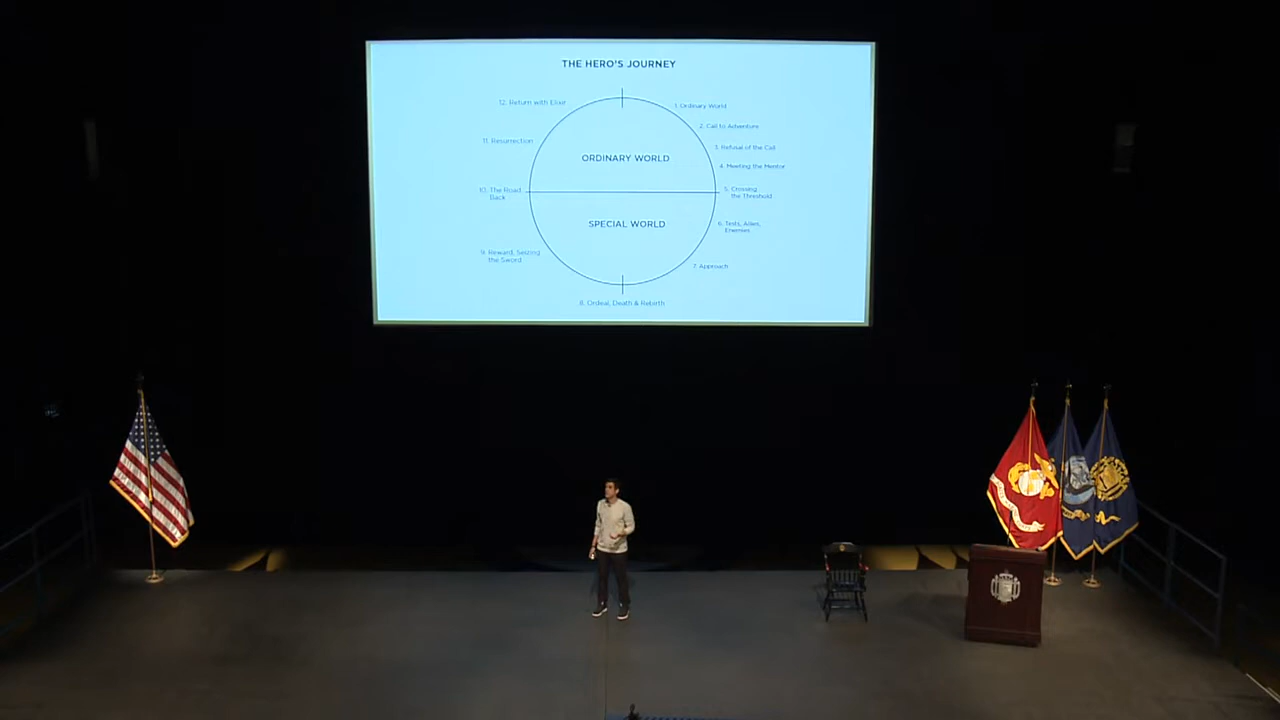 THE HERO'S JOURNEY
12. Return with Elixir
1. Ordinary World
2. Call to Adventure
11. Resurrection
3. Refusal of the Call
ORDINARY WORLD
4. Meeting the Mentor
10. The Road
Back
5. Crossing
the Threshold
SPECIAL WORLD
6. Tests, Allies,
Enemies
9. Reward, Seizing
the Sword
7. Approach
8. Ordeal, Death & Rebirth